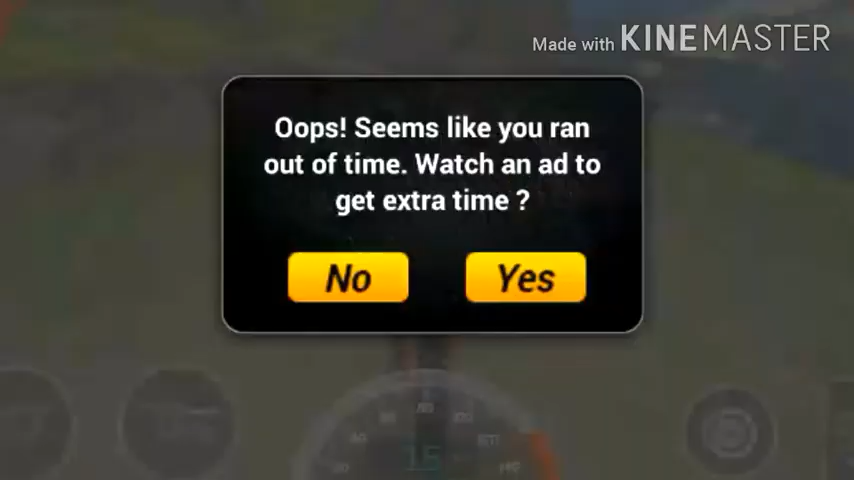 Made with KINEMASTER
Oops! Seems like you ran
out of time. Watch an ad to
get extra time ?
No Yes
15